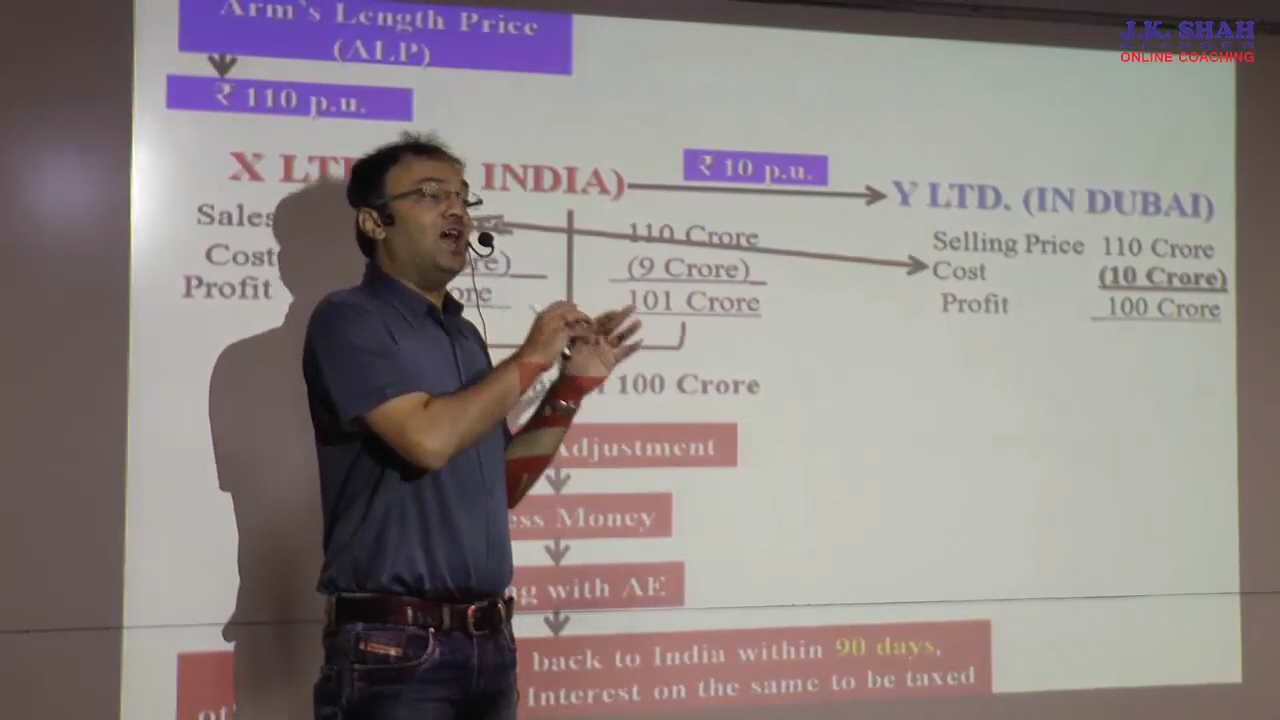 J.K. SHAH
CLASSES
ONLINE COACHING
Arm's Length Price
(ALP)
₹ 110 p.u.
X LT INDIA)
₹ 10 p.u.
Y LTD. (IN DUBAI)
Sales 110 Crore
Cost (9 Crore)
Profit 101 Crore
Selling Price 110 Crore
Cost (10 Crore)
Profit 100 Crore
100 Crore
Adjustment
ess Money
ng with AE
back to India within 90 days,
Interest on the same to be taxed